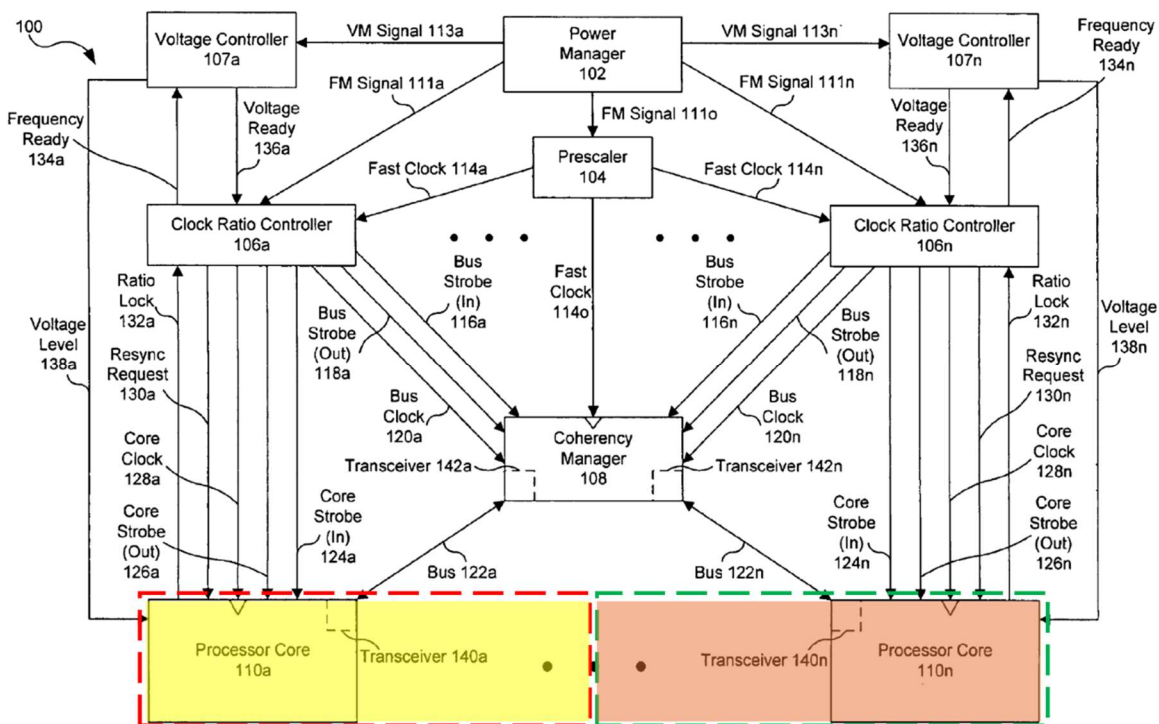 100
Voltage Controller
107a
VM Signal 113a
Power
Manager
102
VM Signal 113n
Voltage Controller
107n
Frequency
Ready
134n
FM Signal 111a
FM Signal 111n
Frequency
Ready
134a
Voltage
Ready
136a
FM Signal 111o
Voltage
Ready
136n
Prescaler
104
Fast Clock 114a
Fast Clock 114n
Clock Ratio Controller
106a
Clock Ratio Controller
106n
Voltage
Level
138a
Ratio
Lock
132a
Resync
Request
130a
Core
Clock
128a
Core
Strobe
(Out)
126a
Core
Strobe
(In)
124a
Bus
Strobe
(In)
116a
Bus
Strobe
(Out)
118a
Bus
Clock
120a
Fast
Clock
114o
Bus
Strobe
(In)
116n
Bus
Strobe
(Out)
118n
Bus
Clock
120n
Ratio
Lock
132n
Resync
Request
130n
Core
Clock
128n
Core
Strobe
(Out)
126n
Core
Strobe
(In)
124n
Voltage
Level
138n
Coherency
Manager
108
Transceiver 142a
Transceiver 142n
Bus 122a
Bus 122n
Processor Core
110a
Transceiver 140a
Transceiver 140n
Processor Core
110n